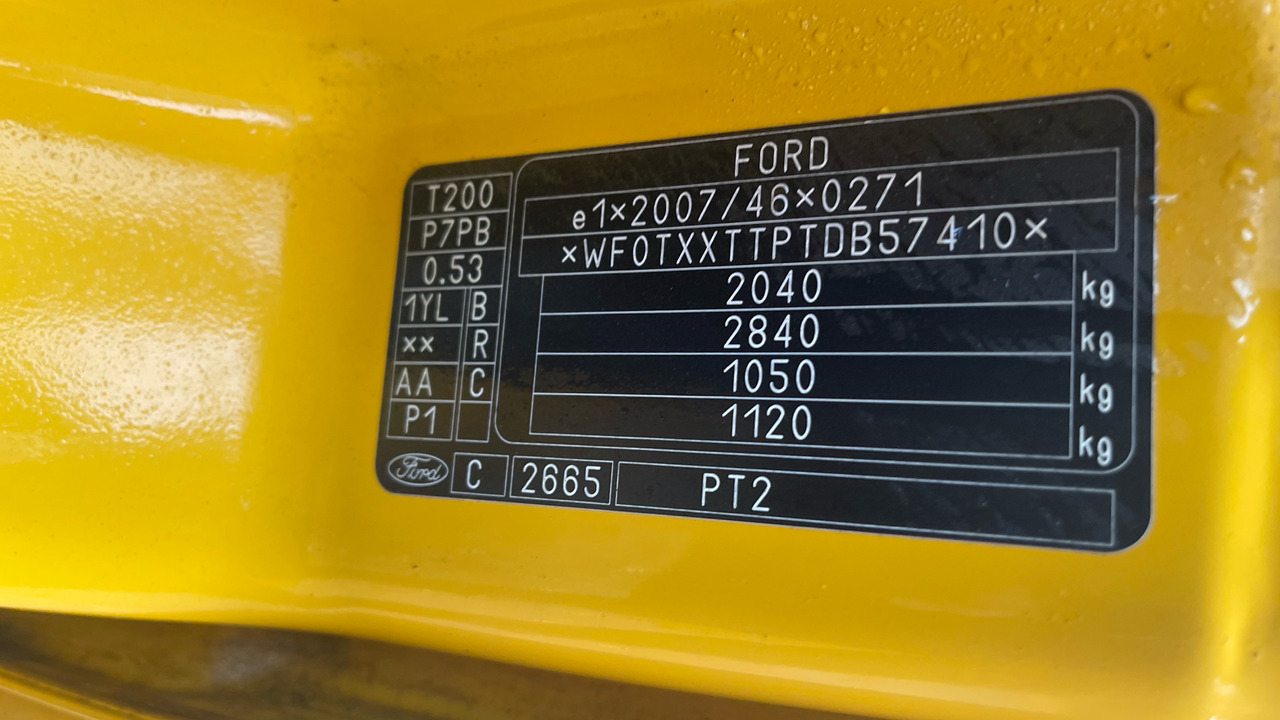 FORD
e1×2007/46×0271
×WF0TXXTTPTDB57410×
T200
P7PB
0.53
1YL B
×× R
AA C
P1
2040 kg
2840 kg
1050 kg
1120 kg
Ford C 2665 PT2